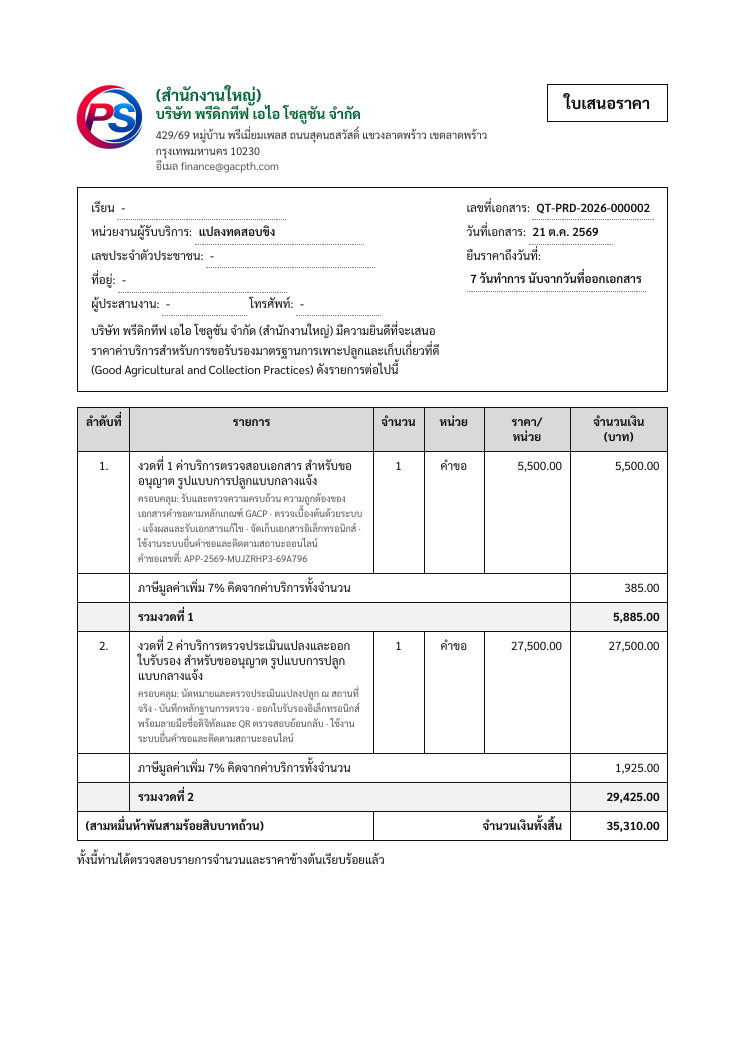 PS
(สำนักงานใหญ่)
บริษัท พรีดิกทีฟ เอไอ โซลูชัน จำกัด
429/69 หมู่บ้าน พรีเมี่ยมเพลส ถนนสุคนธสวัสดิ์ แขวงลาดพร้าว เขตลาดพร้าว
กรุงเทพมหานคร 10230
อีเมล finance@gacpth.com
ใบเสนอราคา
เรียน -
หน่วยงานผู้รับบริการ: แปลงทดสอบขิง
เลขประจำตัวประชาชน: -
ที่อยู่: -
ผู้ประสานงาน: - โทรศัพท์: -
เลขที่เอกสาร: QT-PRD-2026-000002
วันที่เอกสาร: 21 ต.ค. 2569
ยืนราคาถึงวันที่:
7 วันทำการ นับจากวันที่ออกเอกสาร
บริษัท พรีดิกทีฟ เอไอ โซลูชัน จำกัด (สำนักงานใหญ่) มีความยินดีที่จะเสนอ
ราคาค่าบริการสำหรับการขอรับรองมาตรฐานการเพาะปลูกและเก็บเกี่ยวที่ดี
(Good Agricultural and Collection Practices) ดังรายการต่อไปนี้
ลำดับที่ รายการ จำนวน หน่วย ราคา/ จำนวนเงิน
หน่วย (บาท)
1. งวดที่ 1 ค่าบริการตรวจสอบเอกสาร สำหรับขอ 1 คำขอ 5,500.00 5,500.00
อนุญาต รูปแบบการปลูกแบบกลางแจ้ง
ครอบคลุม: รับและตรวจความครบถ้วน ความถูกต้องของ
เอกสารคำขอตามหลักเกณฑ์ GACP · ตรวจเบื้องต้นด้วยระบบ
· แจ้งผลและรับเอกสารแก้ไข · จัดเก็บเอกสารอิเล็กทรอนิกส์ ·
ใช้งานระบบยื่นคำขอและติดตามสถานะออนไลน์
คำขอเลขที่: APP-2569-MUJZRHP3-69A796
ภาษีมูลค่าเพิ่ม 7% คิดจากค่าบริการทั้งจำนวน 385.00
รวมงวดที่ 1 5,885.00
2. งวดที่ 2 ค่าบริการตรวจประเมินแปลงและออก 1 คำขอ 27,500.00 27,500.00
ใบรับรอง สำหรับขออนุญาต รูปแบบการปลูก
แบบกลางแจ้ง
ครอบคลุม: นัดหมายและตรวจประเมินแปลงปลูก ณ สถานที่
จริง · บันทึกหลักฐานการตรวจ · ออกใบรับรองอิเล็กทรอนิกส์
พร้อมลายมือชื่อดิจิทัลและ QR ตรวจสอบย้อนกลับ · ใช้งาน
ระบบยื่นคำขอและติดตามสถานะออนไลน์
ภาษีมูลค่าเพิ่ม 7% คิดจากค่าบริการทั้งจำนวน 1,925.00
รวมงวดที่ 2 29,425.00
(สามหมื่นห้าพันสามร้อยสิบบาทถ้วน) จำนวนเงินทั้งสิ้น 35,310.00
ทั้งนี้ท่านได้ตรวจสอบรายการจำนวนและราคาข้างต้นเรียบร้อยแล้ว